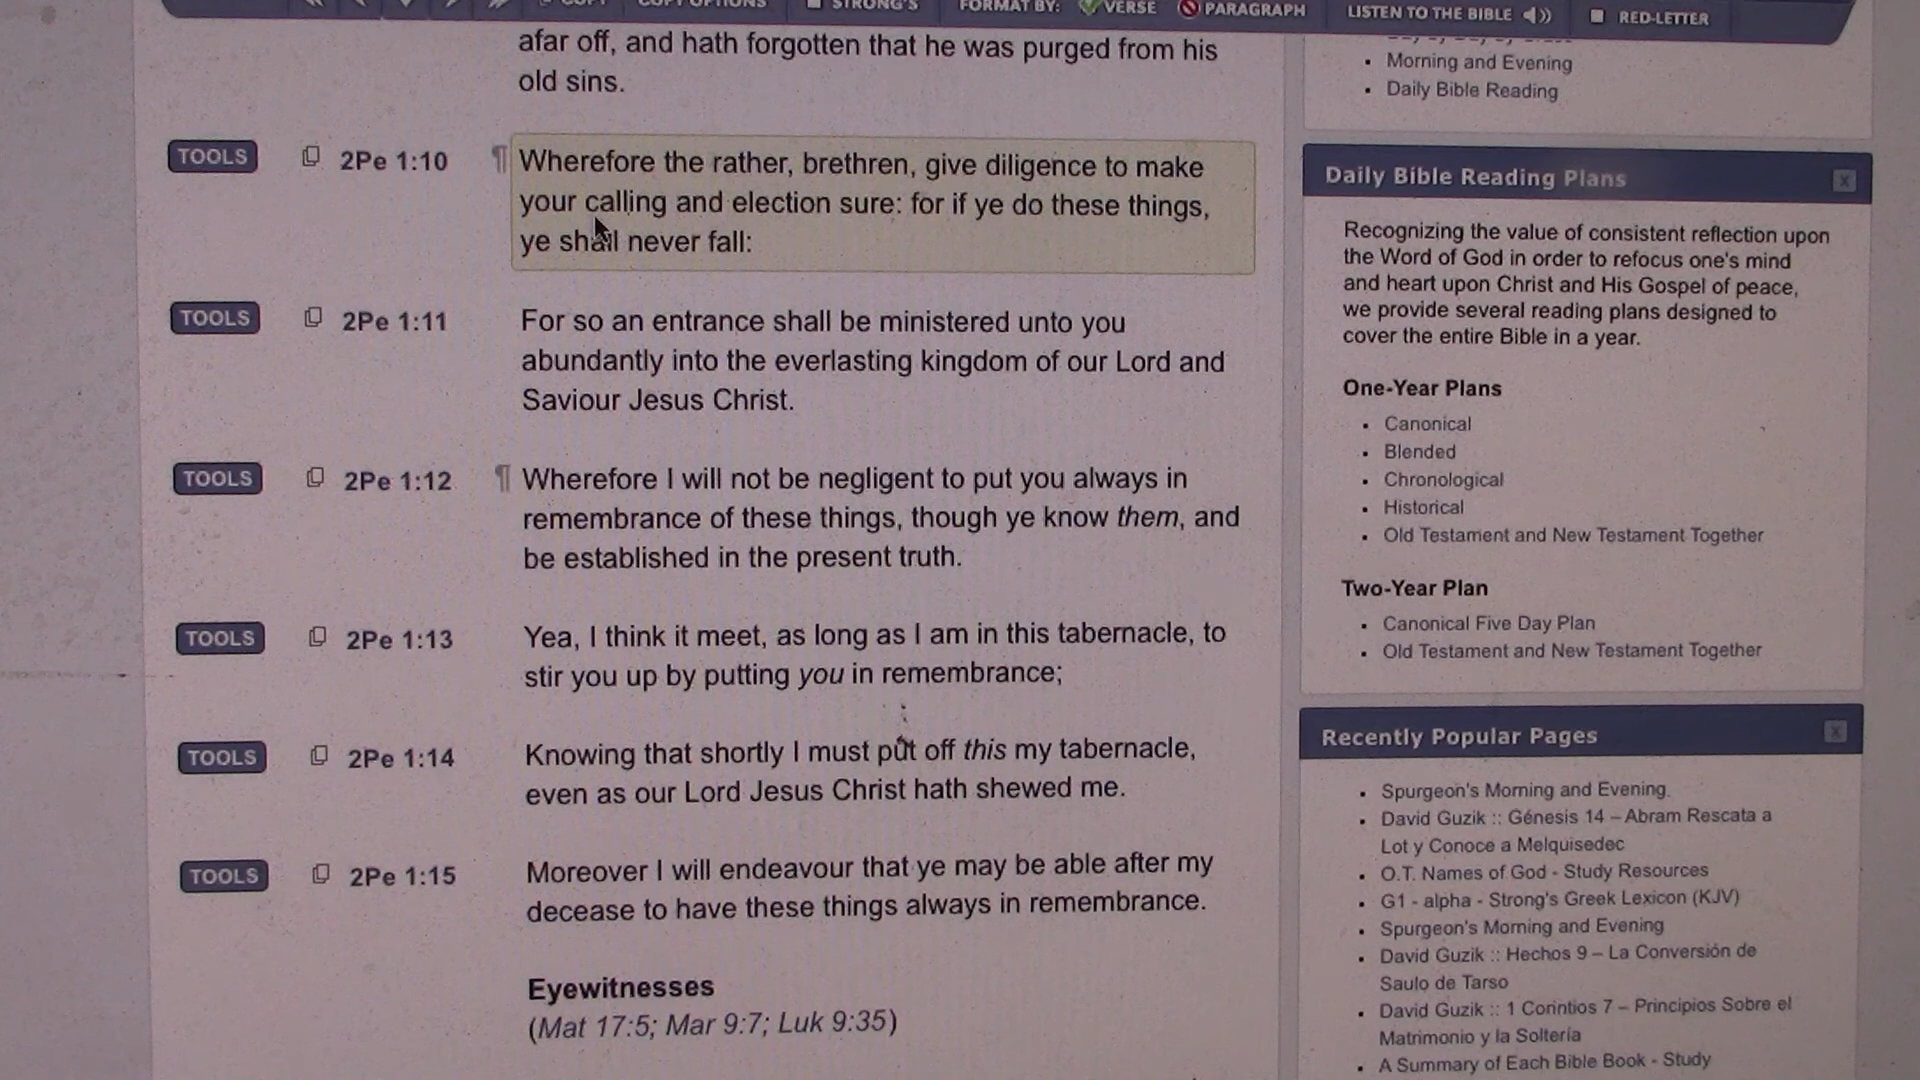 COPY OPTIONS STRONG'S FORMAT BY: VERSE PARAGRAPH LISTEN TO THE BIBLE RED-LETTER
afar off, and hath forgotten that he was purged from his
old sins.
TOOLS 2Pe 1:10 ¶ Wherefore the rather, brethren, give diligence to make
your calling and election sure: for if ye do these things,
ye shall never fall:
TOOLS 2Pe 1:11 For so an entrance shall be ministered unto you
abundantly into the everlasting kingdom of our Lord and
Saviour Jesus Christ.
TOOLS 2Pe 1:12 ¶ Wherefore I will not be negligent to put you always in
remembrance of these things, though ye know them, and
be established in the present truth.
TOOLS 2Pe 1:13 Yea, I think it meet, as long as I am in this tabernacle, to
stir you up by putting you in remembrance;
TOOLS 2Pe 1:14 Knowing that shortly I must put off this my tabernacle,
even as our Lord Jesus Christ hath shewed me.
TOOLS 2Pe 1:15 Moreover I will endeavour that ye may be able after my
decease to have these things always in remembrance.
Eyewitnesses
(Mat 17:5; Mar 9:7; Luk 9:35)
• Morning and Evening
• Daily Bible Reading
Daily Bible Reading Plans x
Recognizing the value of consistent reflection upon
the Word of God in order to refocus one's mind
and heart upon Christ and His Gospel of peace,
we provide several reading plans designed to
cover the entire Bible in a year.
One-Year Plans
• Canonical
• Blended
• Chronological
• Historical
• Old Testament and New Testament Together
Two-Year Plan
• Canonical Five Day Plan
• Old Testament and New Testament Together
Recently Popular Pages x
• Spurgeon's Morning and Evening.
• David Guzik :: Génesis 14 – Abram Rescata a
Lot y Conoce a Melquisedec
• O.T. Names of God - Study Resources
• G1 - alpha - Strong's Greek Lexicon (KJV)
• Spurgeon's Morning and Evening
• David Guzik :: Hechos 9 – La Conversión de
Saulo de Tarso
• David Guzik :: 1 Corintios 7 – Principios Sobre el
Matrimonio y la Soltería
• A Summary of Each Bible Book - Study